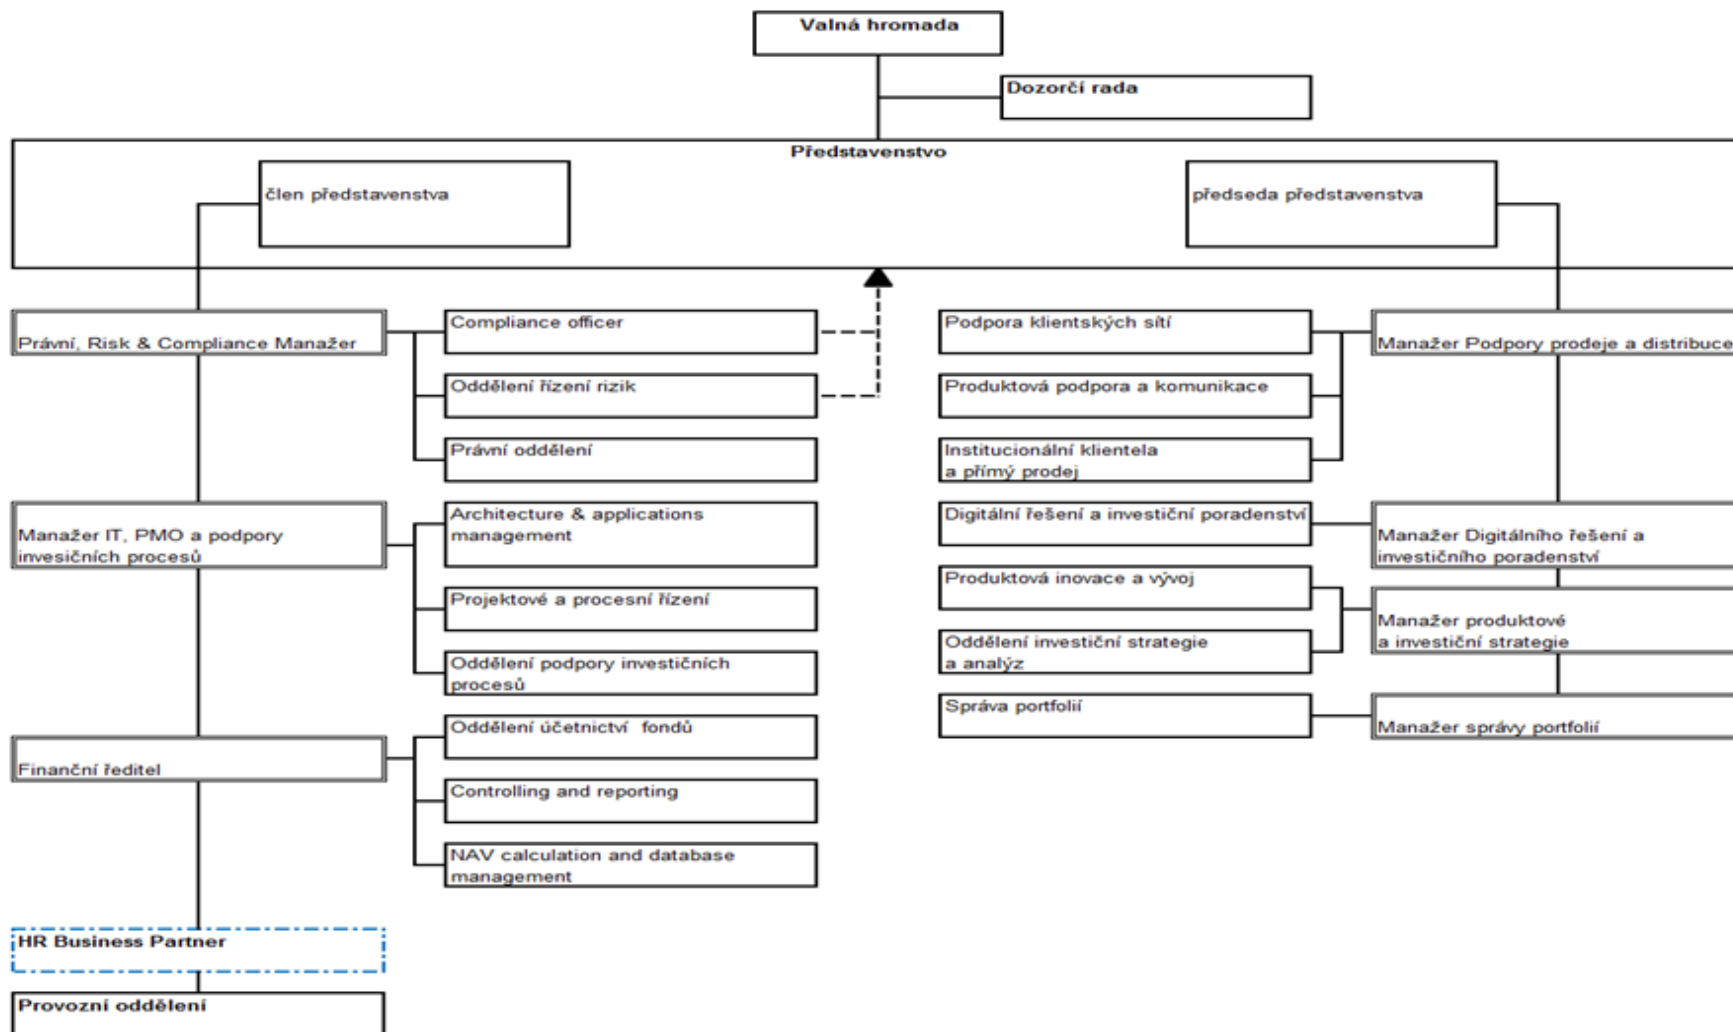 Valná hromada
Dozorčí rada
Představenstvo
člen představenstva
předseda představenstva
Právní, Risk & Compliance Manažer
Compliance officer
Oddělení řízení rizik
Právní oddělení
Manažer IT, PMO a podpory
invesičních procesů
Architecture & applications
management
Projektové a procesní řízení
Oddělení podpory investičních
procesů
Finanční ředitel
Oddělení účetnictví fondů
Controlling and reporting
NAV calculation and database
management
HR Business Partner
Provozní oddělení
Podpora klientských sítí
Manažer Podpory prodeje a distribuce
Produktová podpora a komunikace
Institucionální klientela
a přímý prodej
Digitální řešení a investiční poradenství
Manažer Digitálního řešení a
investičního poradenství
Produktová inovace a vývoj
Oddělení investiční strategie
a analýz
Manažer produktové
a investiční strategie
Správa portfolií
Manažer správy portfolií